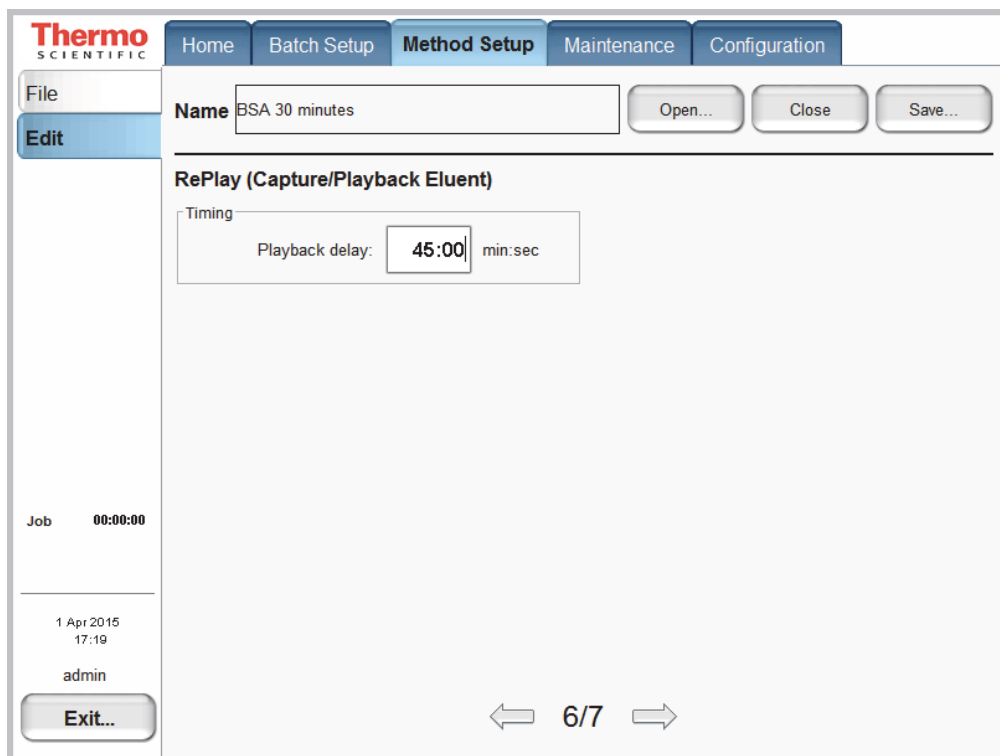 Thermo
SCIENTIFIC
Home
Batch Setup
Method Setup
Maintenance
Configuration
File
Edit
Name BSA 30 minutes
Open...
Close
Save...
RePlay (Capture/Playback Eluent)
Timing
Playback delay: 45:00 min:sec
Job 00:00:00
1 Apr 2015
17:19
admin
Exit...
6/7